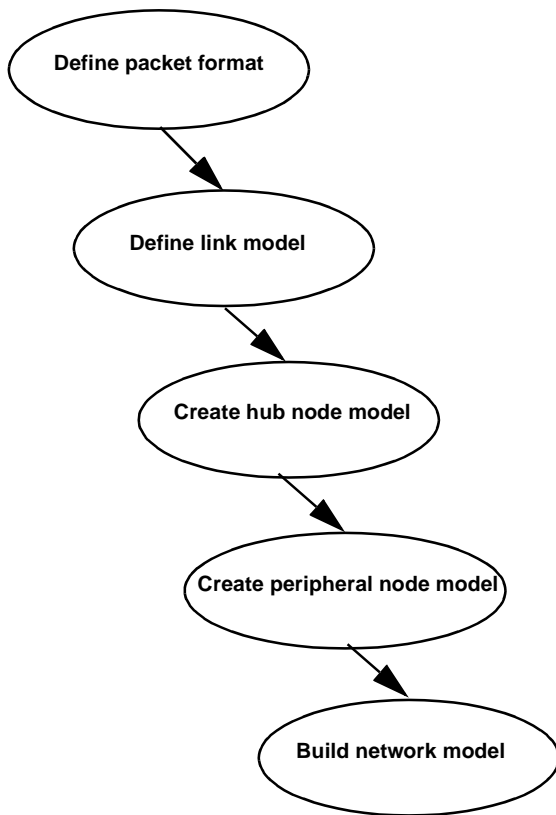 Define packet format
Define link model
Create hub node model
Create peripheral node model
Build network model